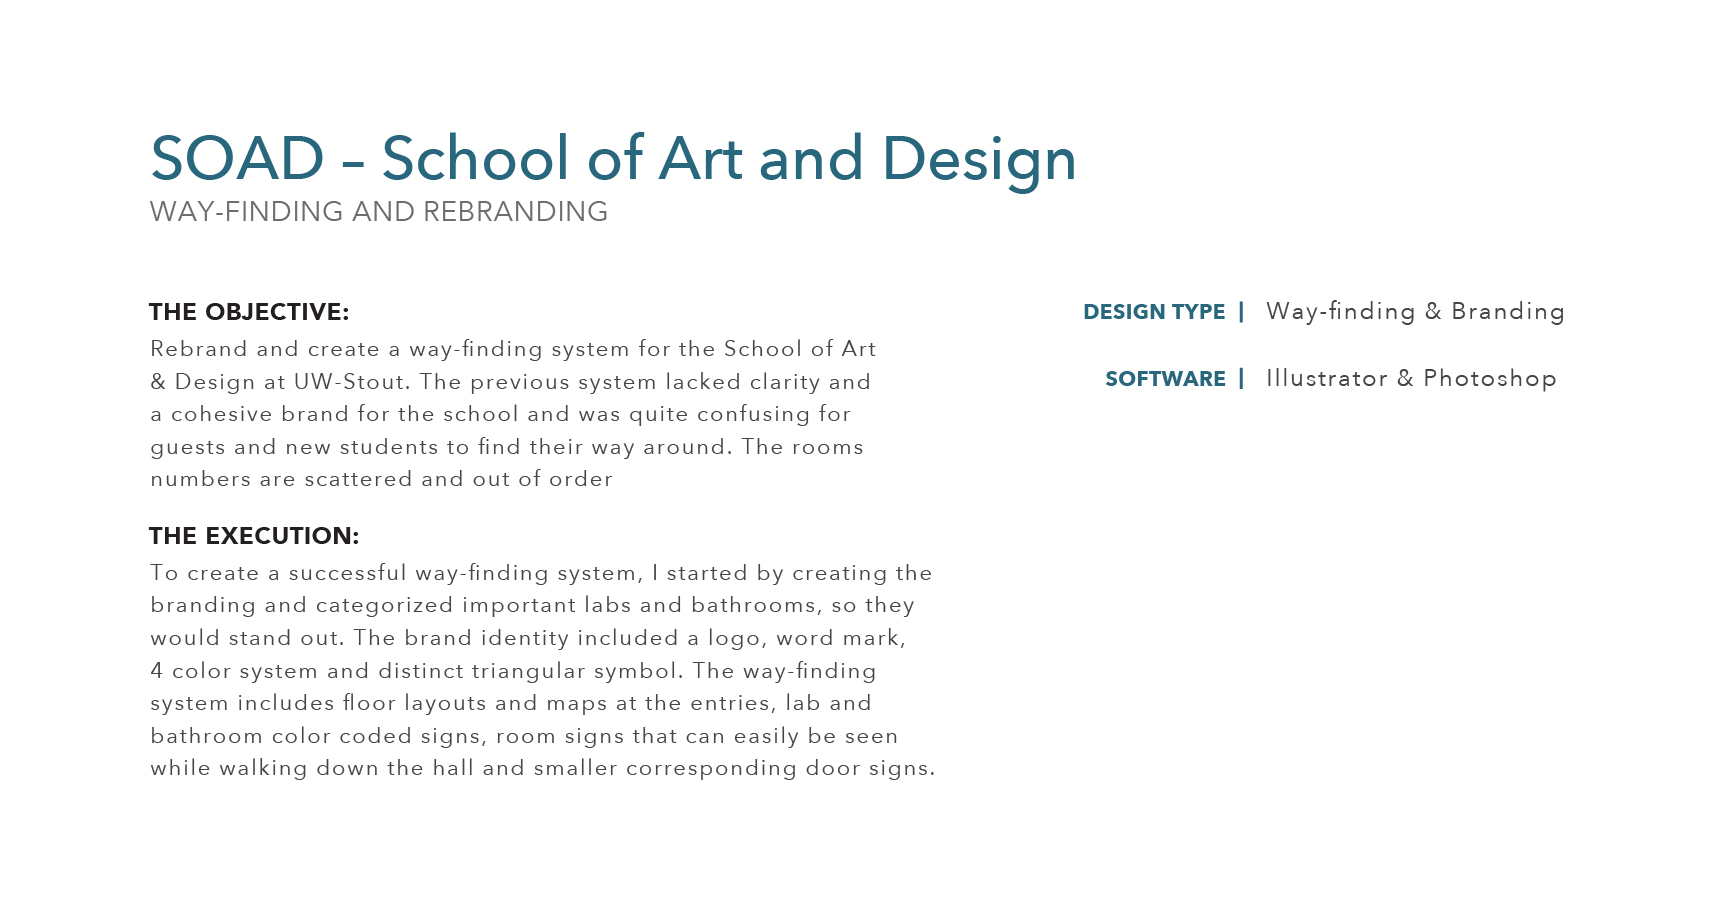 SOAD – School of Art and Design
WAY-FINDING AND REBRANDING
THE OBJECTIVE:
Rebrand and create a way-finding system for the School of Art
& Design at UW-Stout. The previous system lacked clarity and
a cohesive brand for the school and was quite confusing for
guests and new students to find their way around. The rooms
numbers are scattered and out of order
THE EXECUTION:
To create a successful way-finding system, I started by creating the
branding and categorized important labs and bathrooms, so they
would stand out. The brand identity included a logo, word mark,
4 color system and distinct triangular symbol. The way-finding
system includes floor layouts and maps at the entries, lab and
bathroom color coded signs, room signs that can easily be seen
while walking down the hall and smaller corresponding door signs.
DESIGN TYPE | Way-finding & Branding
SOFTWARE | Illustrator & Photoshop